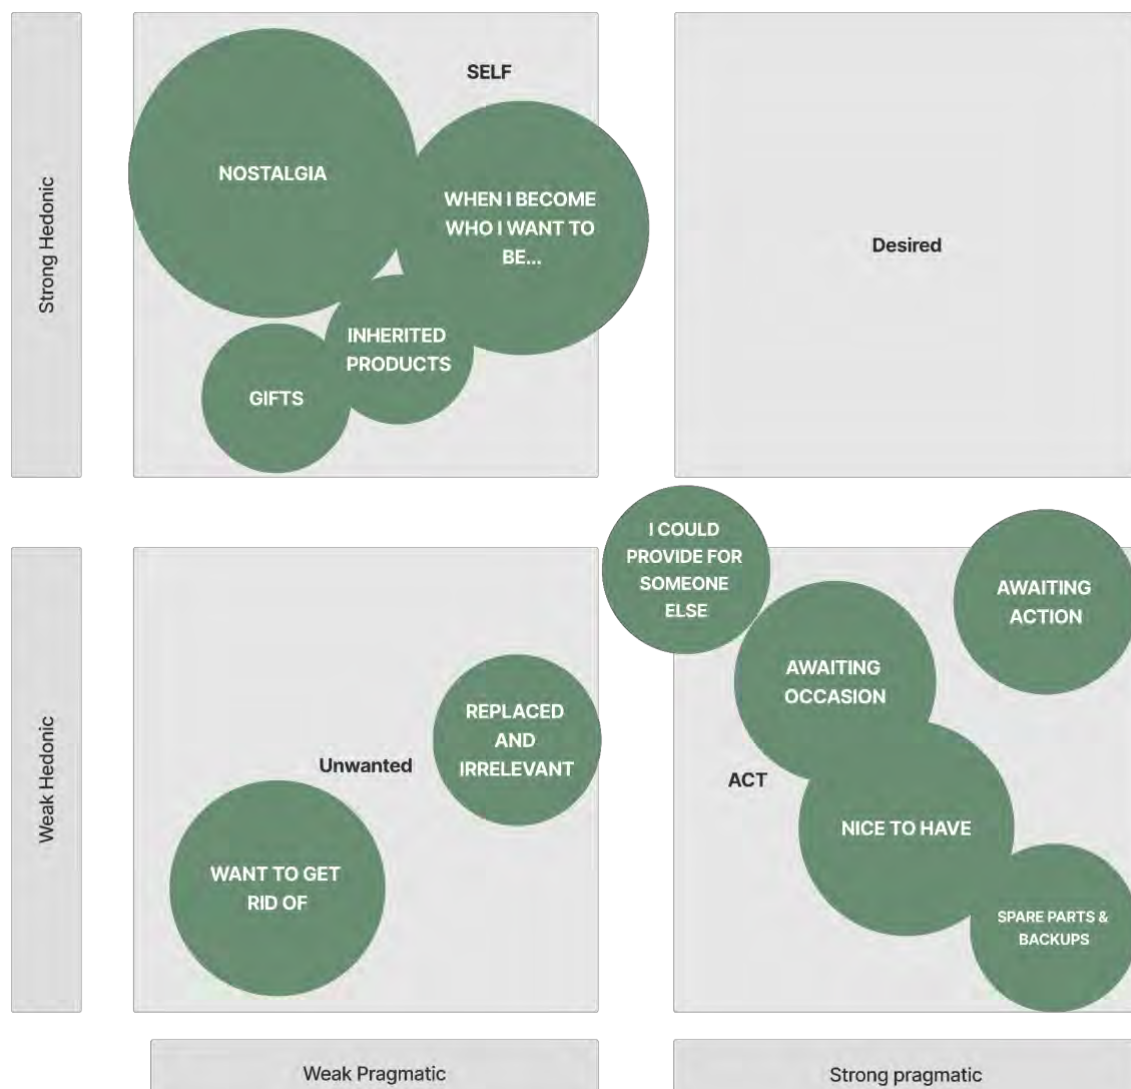 Strong Hedonic
SELF
NOSTALGIA
WHEN I BECOME
WHO I WANT TO
BE...
INHERITED
PRODUCTS
GIFTS
Desired
Weak Hedonic
Unwanted
REPLACED
AND
IRRELEVANT
WANT TO GET
RID OF
I COULD
PROVIDE FOR
SOMEONE
ELSE
AWAITING
ACTION
AWAITING
OCCASION
ACT
NICE TO HAVE
SPARE PARTS &
BACKUPS
Weak Pragmatic
Strong pragmatic